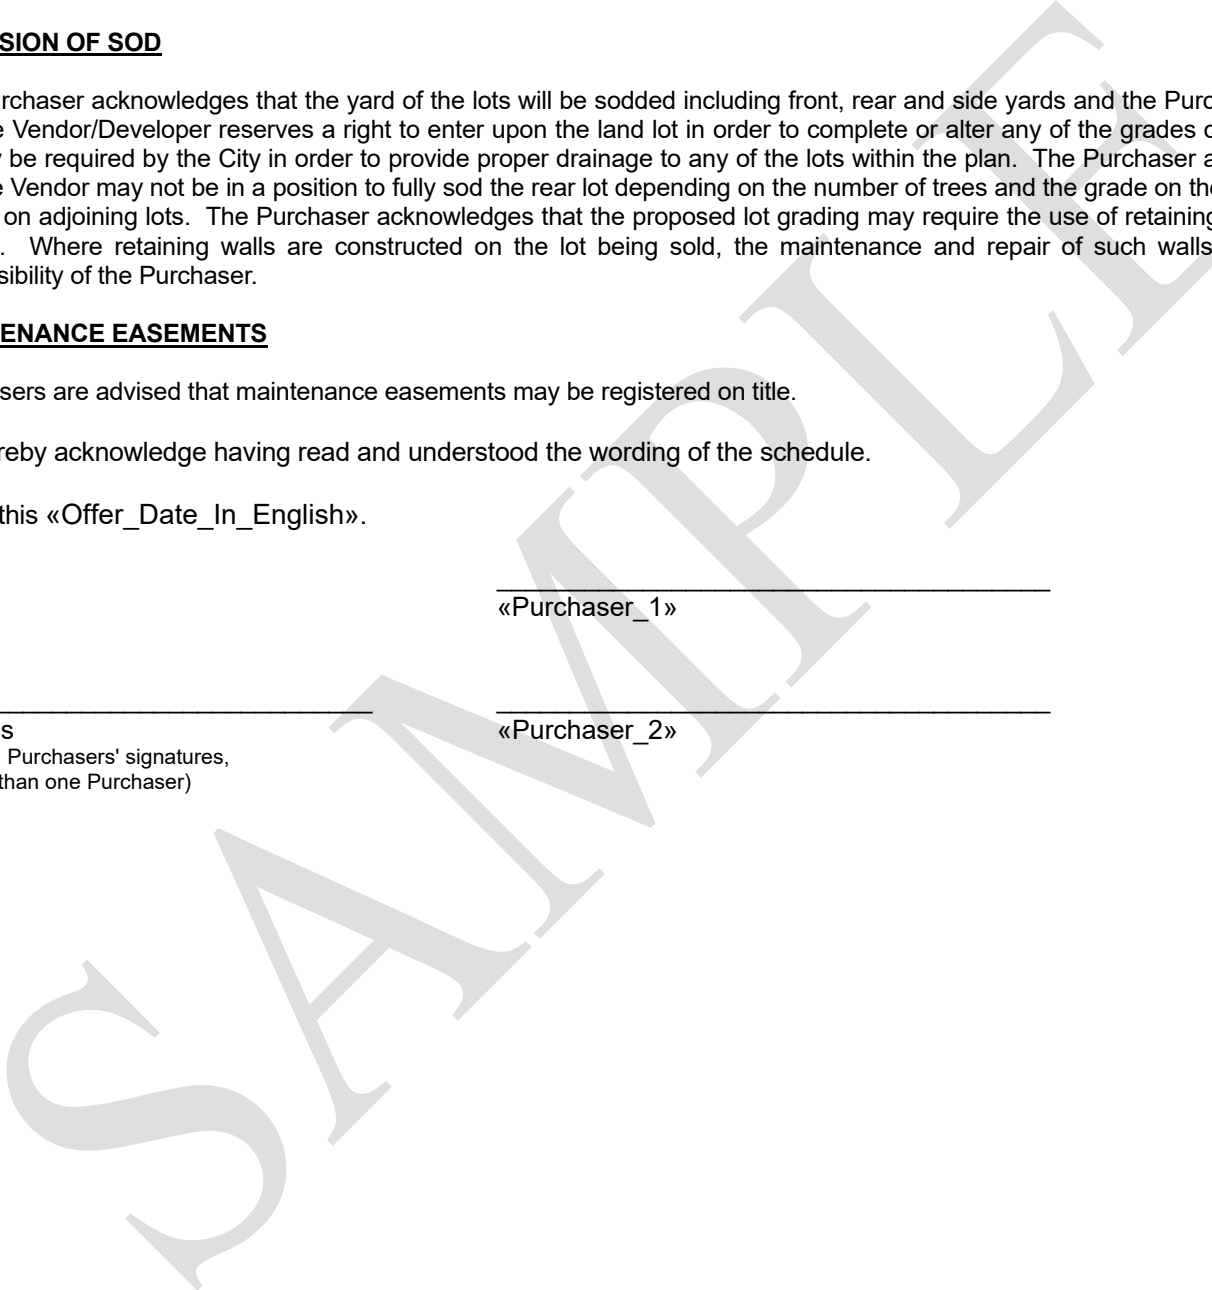 SION OF SOD
rchaser acknowledges that the yard of the lots will be sodded including front, rear and side yards and the Purc
e Vendor/Developer reserves a right to enter upon the land lot in order to complete or alter any of the grades o
y be required by the City in order to provide proper drainage to any of the lots within the plan. The Purchaser a
e Vendor may not be in a position to fully sod the rear lot depending on the number of trees and the grade on the
on adjoining lots. The Purchaser acknowledges that the proposed lot grading may require the use of retaining
. Where retaining walls are constructed on the lot being sold, the maintenance and repair of such walls
sibility of the Purchaser.
ENANCE EASEMENTS
sers are advised that maintenance easements may be registered on title.
reby acknowledge having read and understood the wording of the schedule.
this «Offer_Date_In_English».
«Purchaser_1»
s «Purchaser_2»
Purchasers' signatures,
than one Purchaser)
SAMPLE